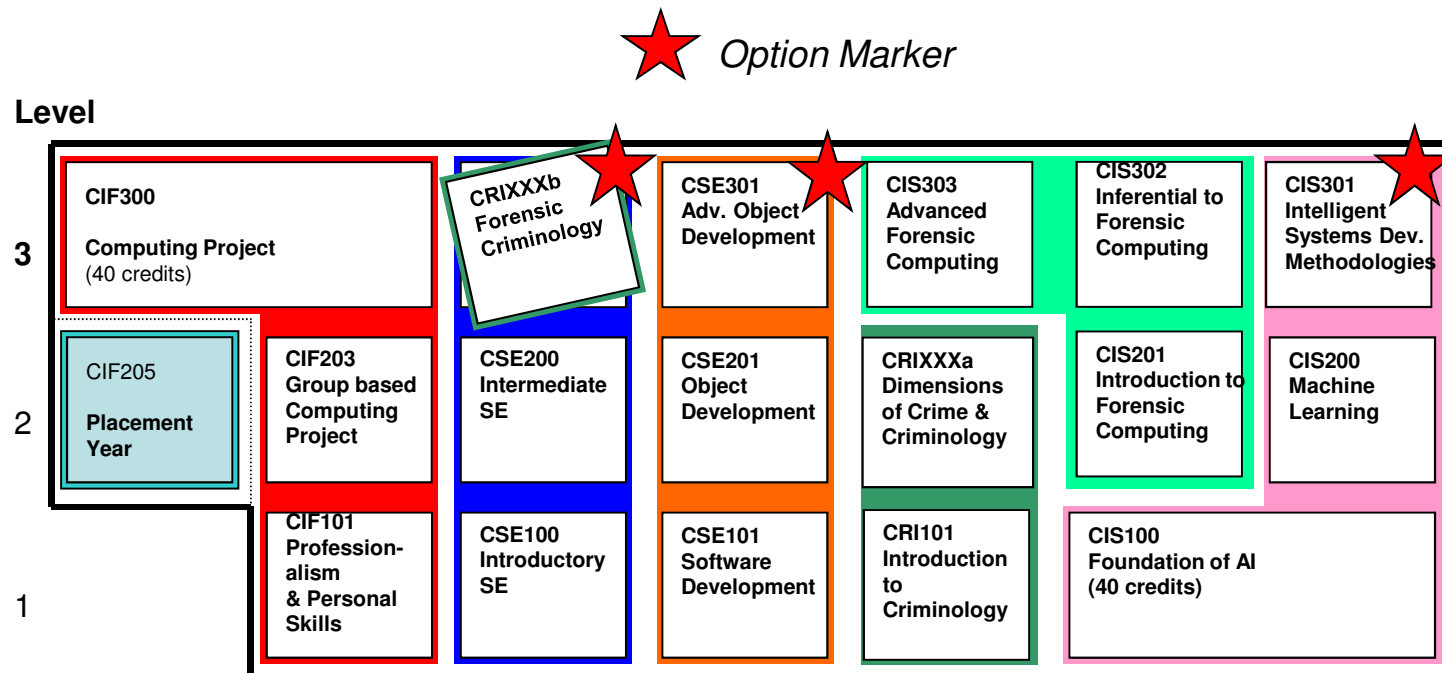 Option Marker
Level
3
CIF300
Computing Project
(40 credits)
CRIXXXb
Forensic
Criminology
CSE301
Adv. Object
Development
CIS303
Advanced
Forensic
Computing
CIS302
Inferential to
Forensic
Computing
CIS301
Intelligent
Systems Dev.
Methodologies
2
CIF205
Placement
Year
CIF203
Group based
Computing
Project
CSE200
Intermediate
SE
CSE201
Object
Development
CRIXXXa
Dimensions
of Crime &
Criminology
CIS201
Introduction to
Forensic
Computing
CIS200
Machine
Learning
1
CIF101
Profession-
alism
& Personal
Skills
CSE100
Introductory
SE
CSE101
Software
Development
CRI101
Introduction
to
Criminology
CIS100
Foundation of AI
(40 credits)